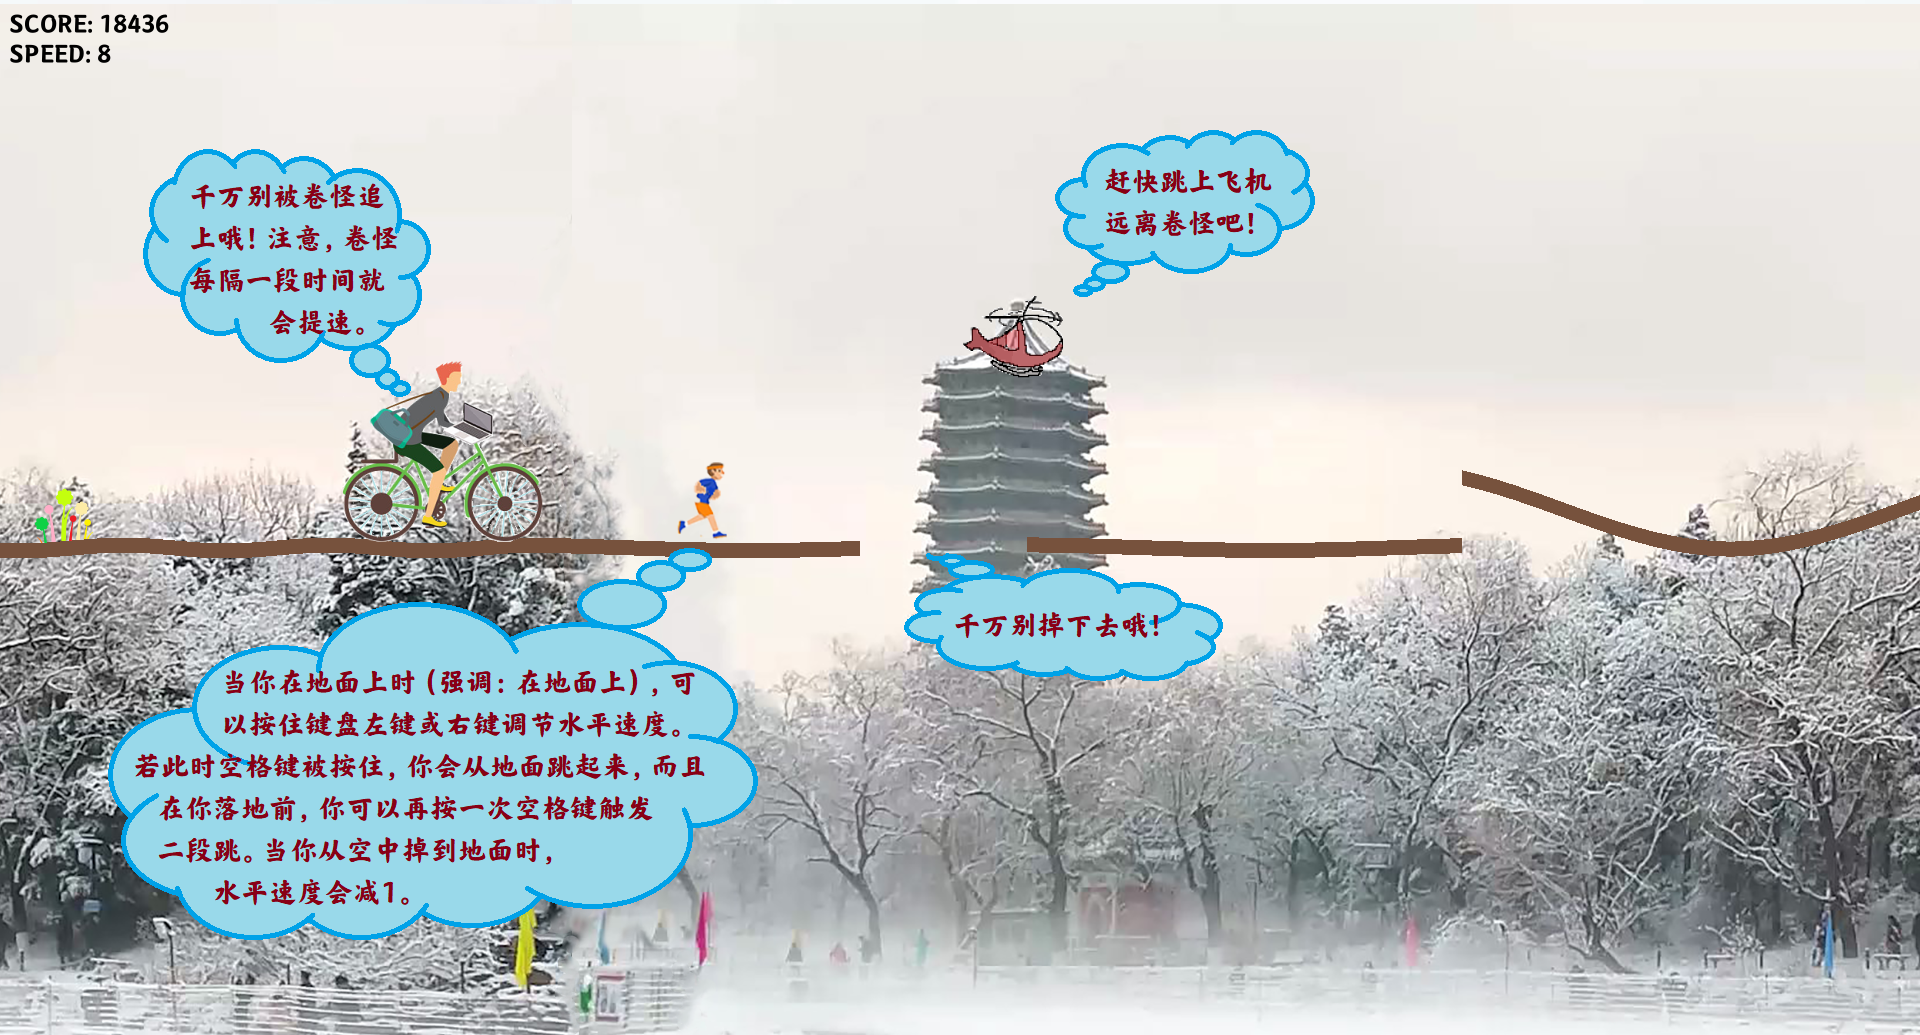 SCORE: 18436
SPEED: 8
千万别被卷怪追
上哦！注意，卷怪
每隔一段时间就
会提速。
赶快跳上飞机
远离卷怪吧！
千万别掉下去哦！
当你在地面上时（强调：在地面上），可
以按住键盘左键或右键调节水平速度。
若此时空格键被按住，你会从地面跳起来，而且
在你落地前，你可以再按一次空格键触发
二段跳。当你从空中掉到地面时，
水平速度会减1。